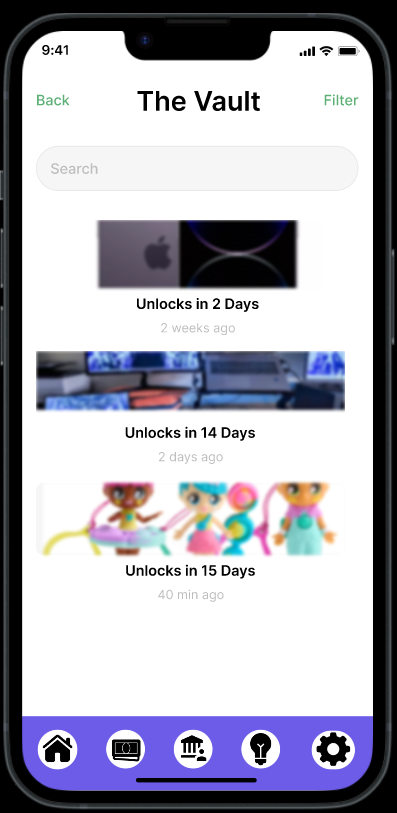 9:41
Back
The Vault
Filter
Search
Unlocks in 2 Days
2 weeks ago
Unlocks in 14 Days
2 days ago
Unlocks in 15 Days
40 min ago